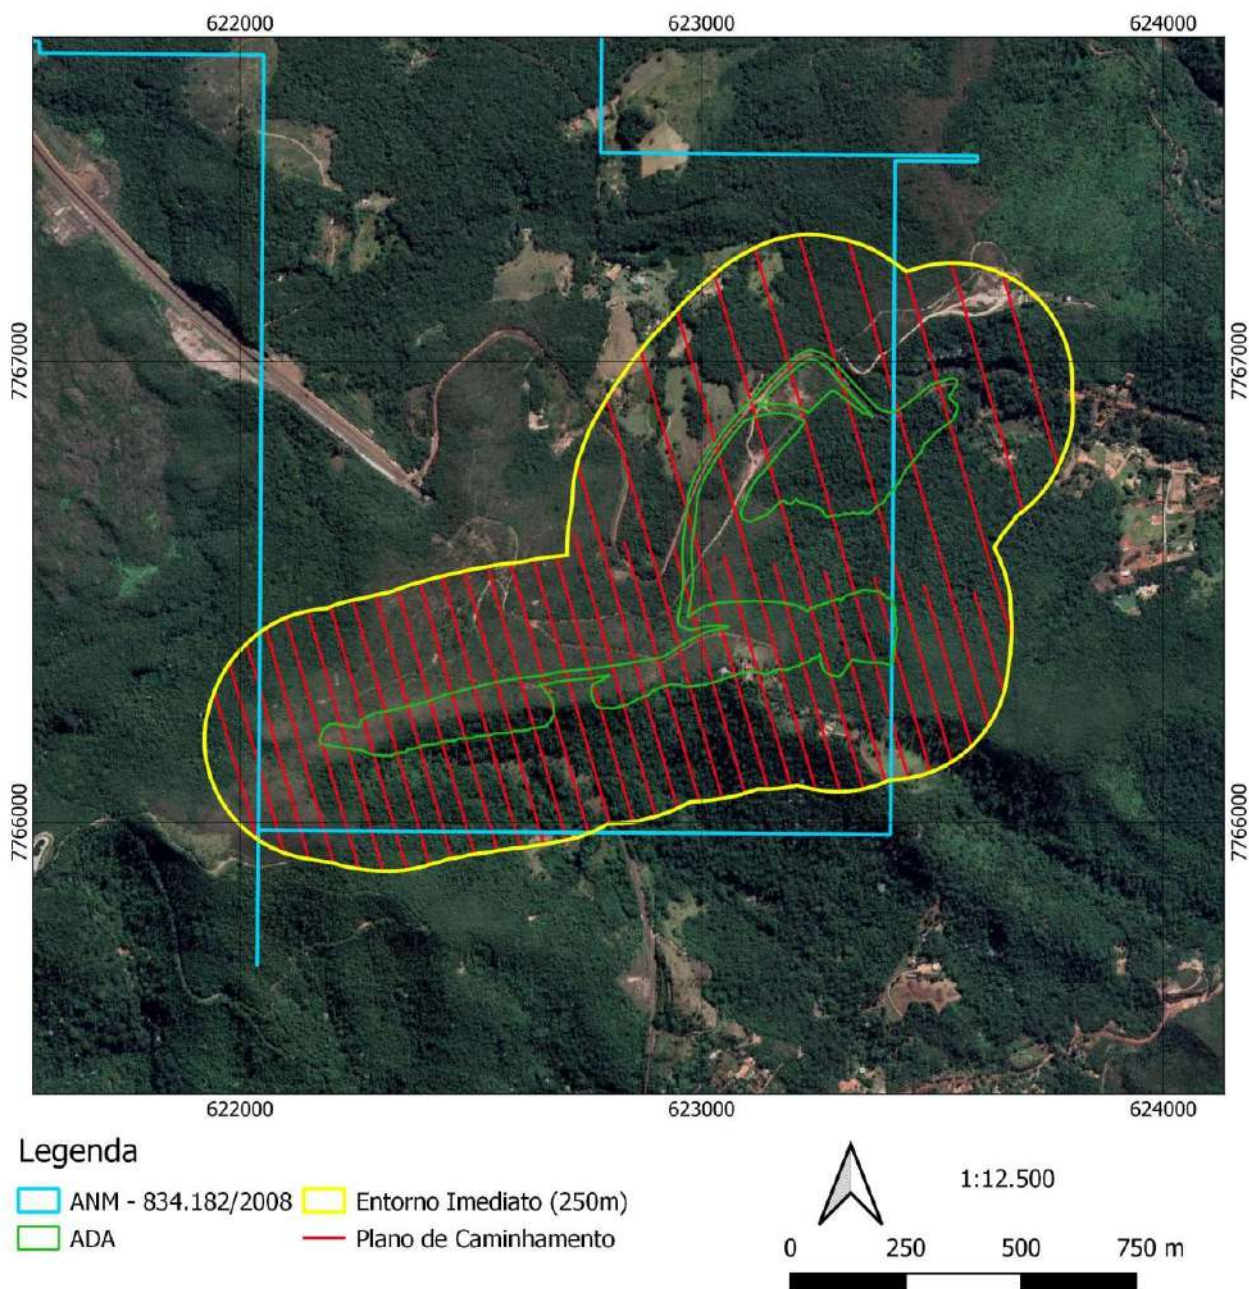 622000 623000 624000
7767000 7767000
7766000 7766000
622000 623000 624000
Legenda
ANM - 834.182/2008 Entorno Imediato (250m)
ADA Plano de Caminhamento
1:12.500
0 250 500 750 m